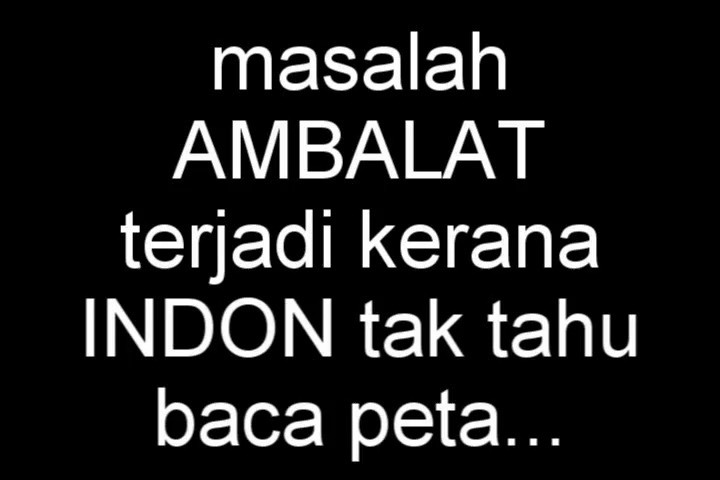 masalah
AMBALAT
terjadi kerana
INDON tak tahu
baca peta...